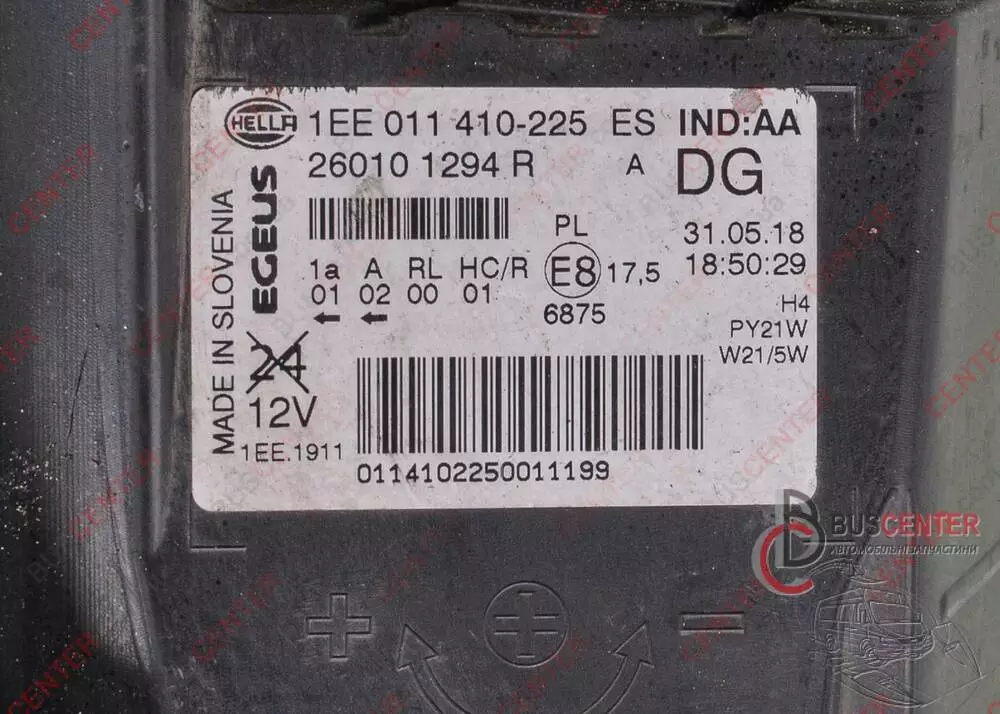 HELLA 1EE 011 410-225 ES IND:AA
26010 1294 R A DG
EGEUS
MADE IN SLOVENIA
PL 31.05.18
1a A RL HC/R E8 17,5 18:50:29
01 02 00 01 6875
H4
PY21W
W21/5W
24
12V
1EE.1911
0114102250011199
BUSCENTER
АВТОМОБІЛЬНІ ЗАПЧАСТИНИ